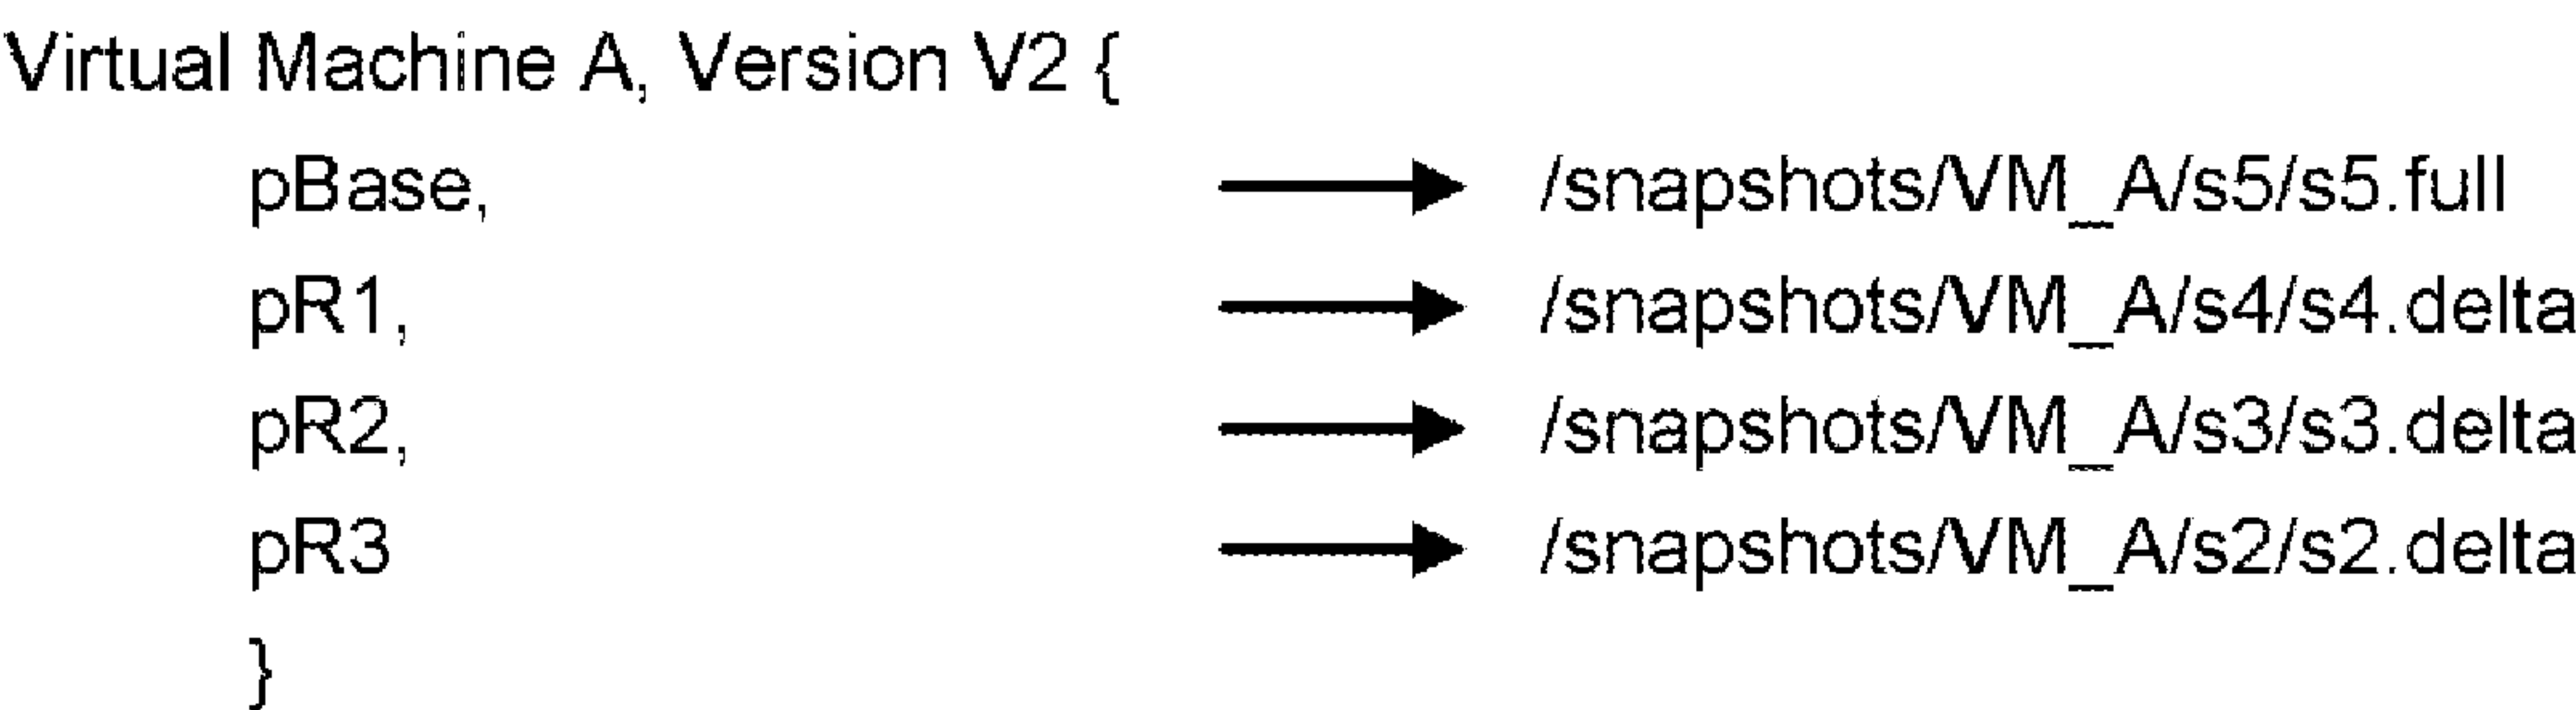 Virtual Machine A, Version V2 {
pBase, /snapshots/VM_A/s5/s5.full
pR1, /snapshots/VM_A/s4/s4.delta
pR2, /snapshots/VM_A/s3/s3.delta
pR3 /snapshots/VM_A/s2/s2.delta
}